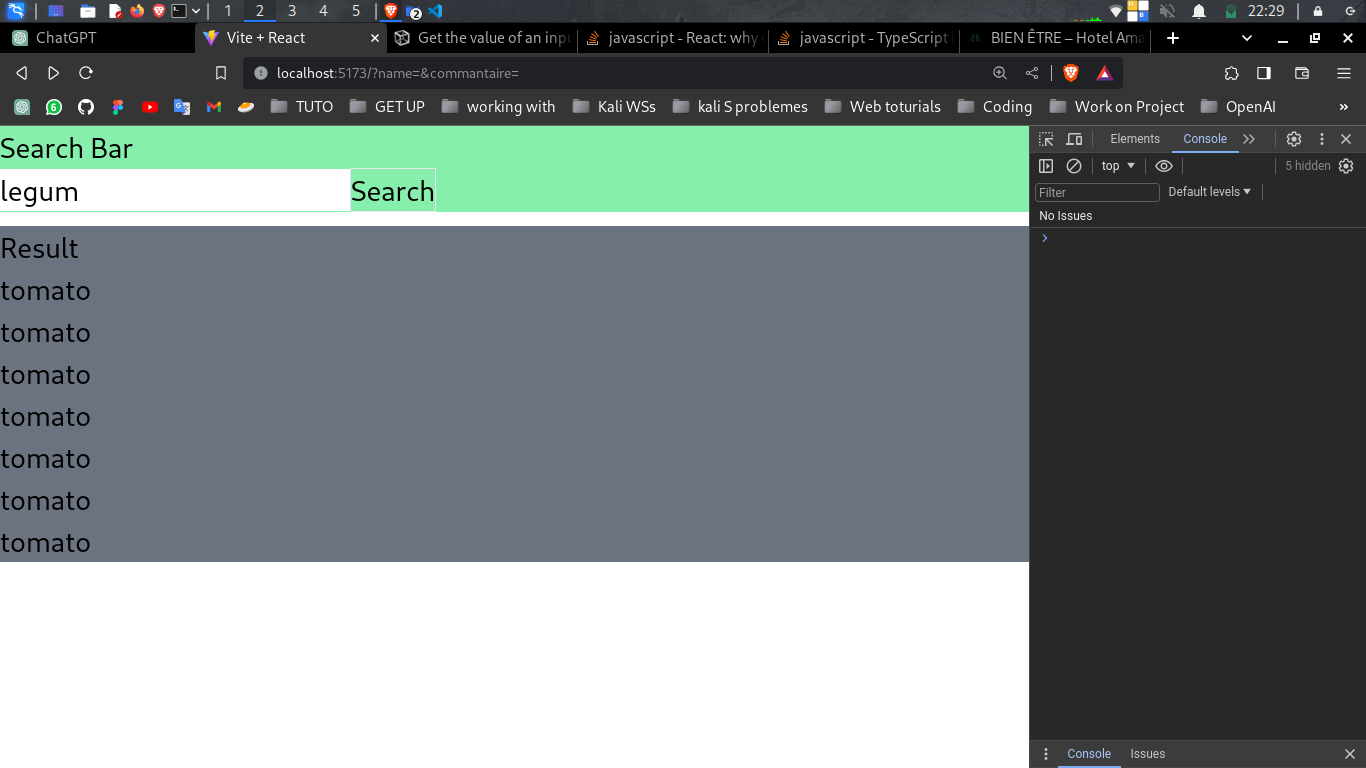 1 2 3 4 5 2 22:29
ChatGPT Vite + React Get the value of an inpu javascript - React: why javascript - TypeScript BIEN ÊTRE – Hotel Ama
localhost:5173/?name=&commantaire=
6 TUTO GET UP working with Kali WSs kali S problemes Web toturials Coding Work on Project OpenAI »
Search Bar
legum Search
Result
tomato
tomato
tomato
tomato
tomato
tomato
tomato
Elements Console
top 5 hidden
Filter Default levels
No Issues
Console Issues